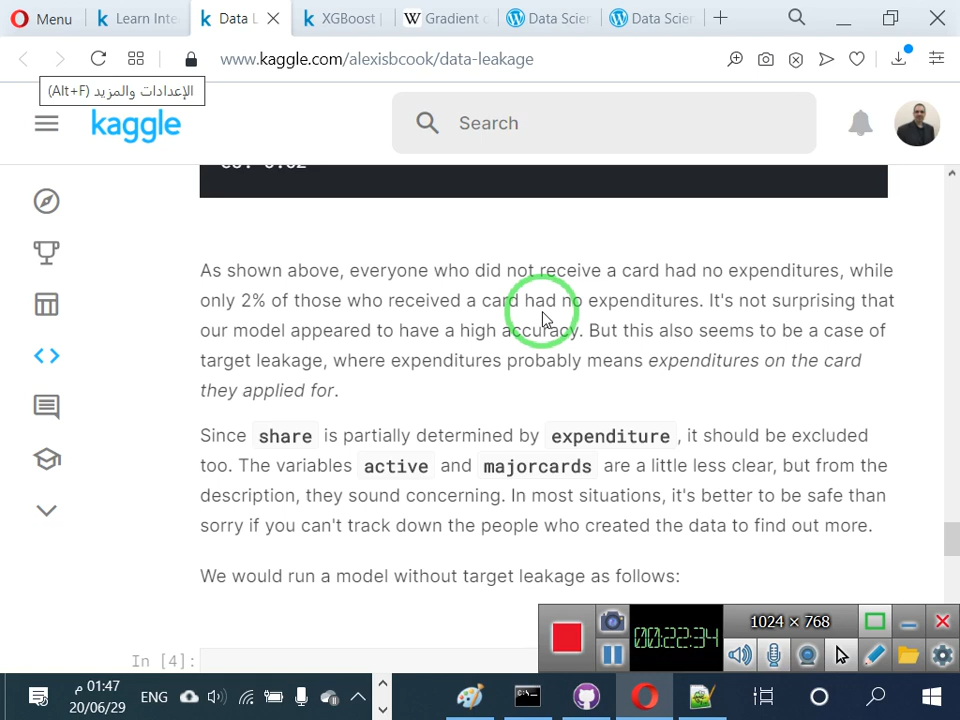 Menu
Learn Inte
Data L
XGBoost |
W Gradient
Data Scien
Data Scien
www.kaggle.com/alexisbcook/data-leakage
الإعدادات والمزيد (Alt+F)
kaggle
Search
As shown above, everyone who did not receive a card had no expenditures, while
only 2% of those who received a card had no expenditures. It's not surprising that
our model appeared to have a high accuracy. But this also seems to be a case of
target leakage, where expenditures probably means expenditures on the card
they applied for.
Since share is partially determined by expenditure , it should be excluded
too. The variables active and majorcards are a little less clear, but from the
description, they sound concerning. In most situations, it's better to be safe than
sorry if you can't track down the people who created the data to find out more.
We would run a model without target leakage as follows:
1024 × 768
00:22:34
In [4]:
01:47 م
ENG
20/06/29